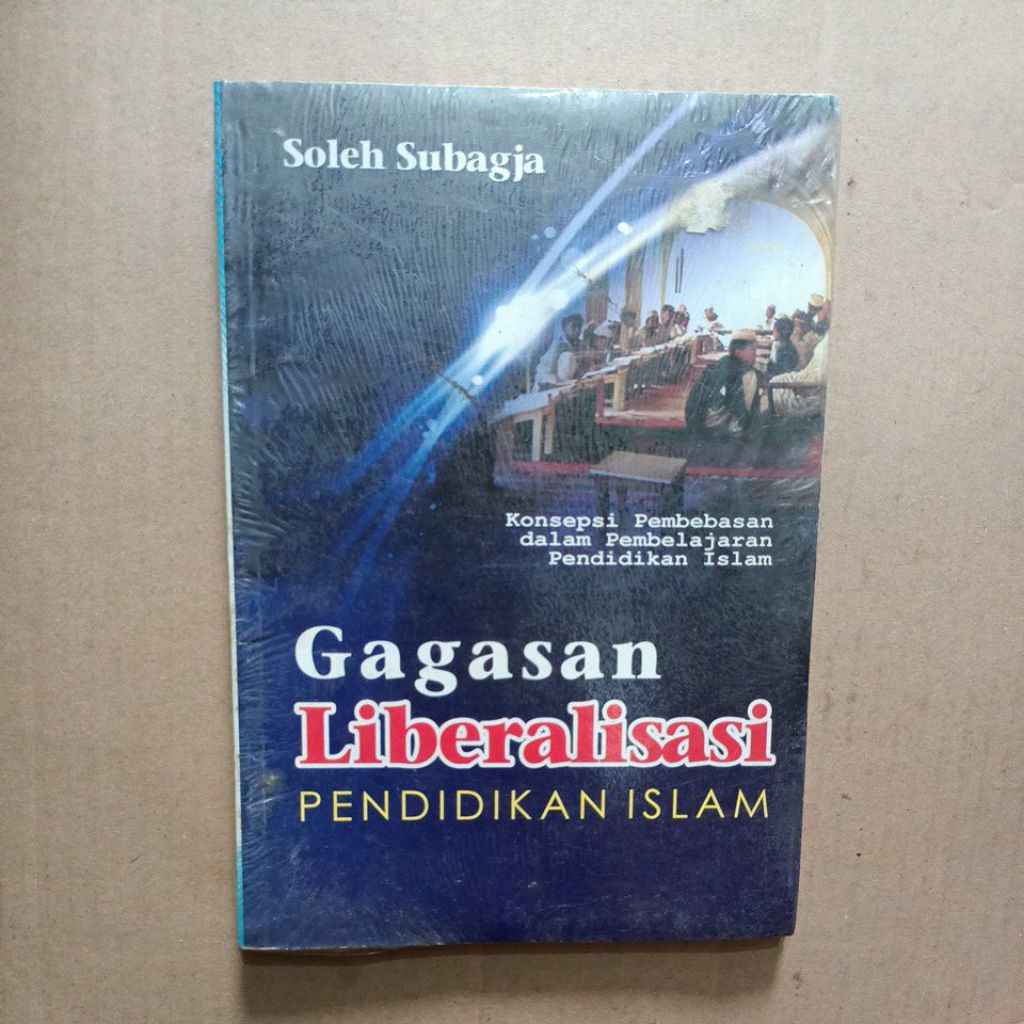 Soleh Subagja
Konsepsi Pembebasan
dalam Pembelajaran
Pendidikan Islam
Gagasan
Liberalisasi
PENDIDIKAN ISLAM